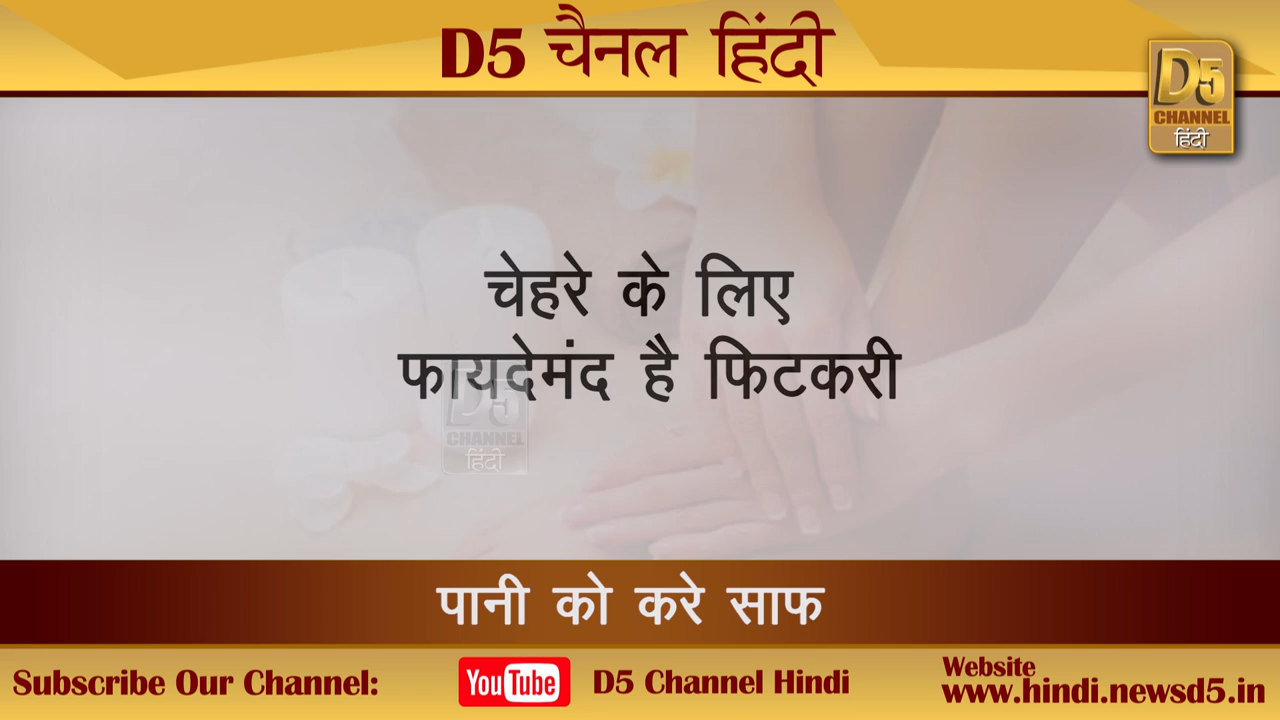 D5 चैनल हिंदी
D5
CHANNEL
हिंदी
चेहरे के लिए
फायदेमंद है फिटकरी
D5
CHANNEL
हिंदी
पानी को करे साफ
Subscribe Our Channel:
YouTube
D5 Channel Hindi
Website
www.hindi.newsd5.in